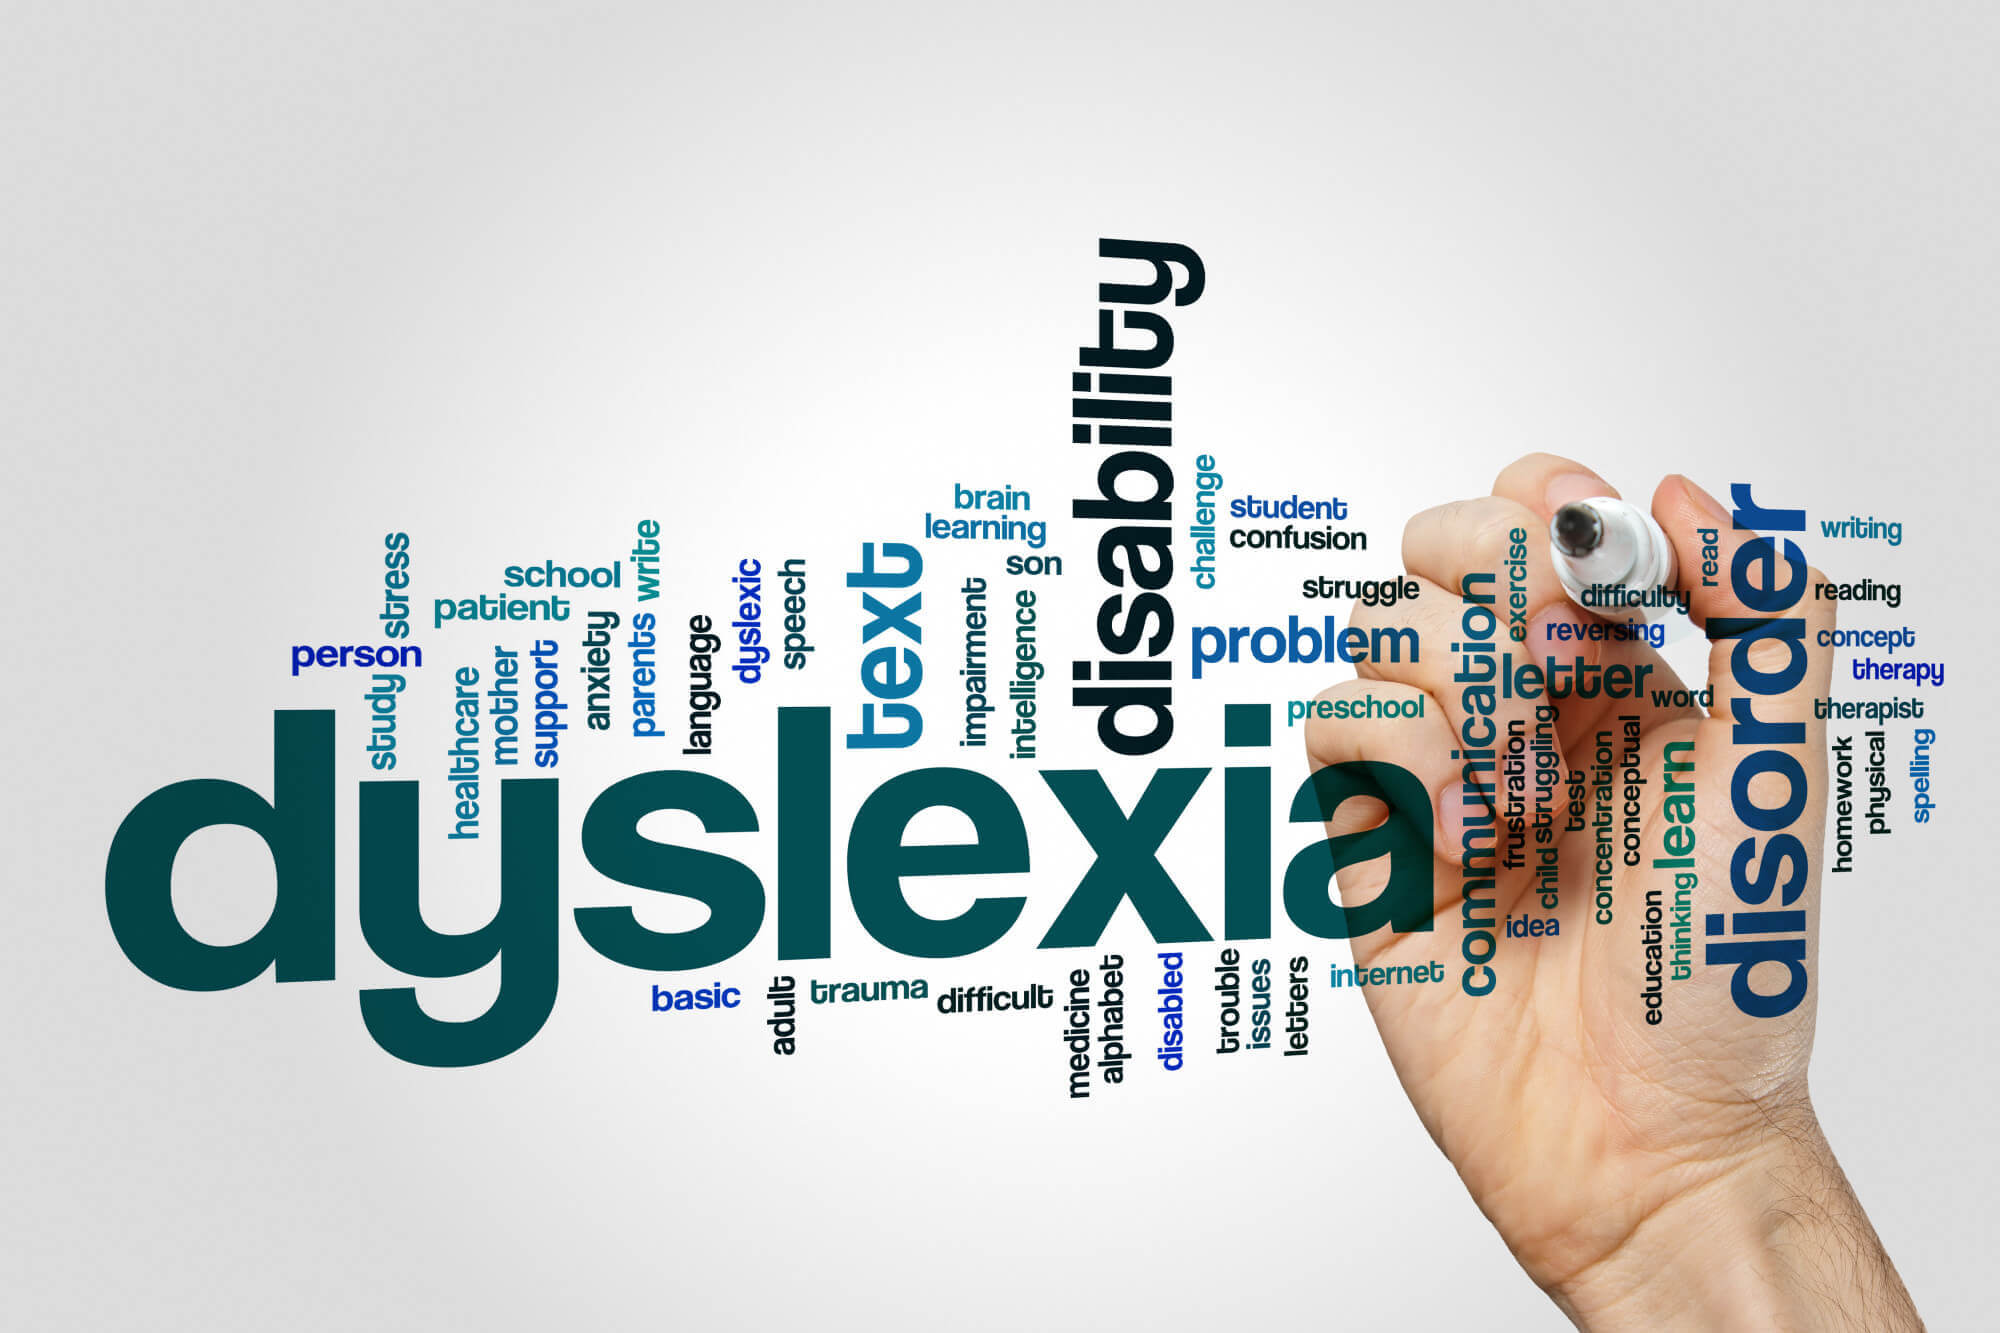 disability
brain
learning
son
challenge
student
confusion
struggle
problem
preschool
stress
study
school
patient
person
write
parents
anxiety
healthcare
mother
support
language
dyslexic
speech
text
impairment
intelligence
dyslexia
communication
exercise
difficulty
reversing
letter
word
read
disorder
writing
reading
concept
therapy
therapist
homework
physical
spelling
frustration
struggling
child
test
concentration
conceptual
learn
thinking
education
idea
internet
basic
adult
trauma
difficult
medicine
alphabet
disabled
trouble
issues
letters